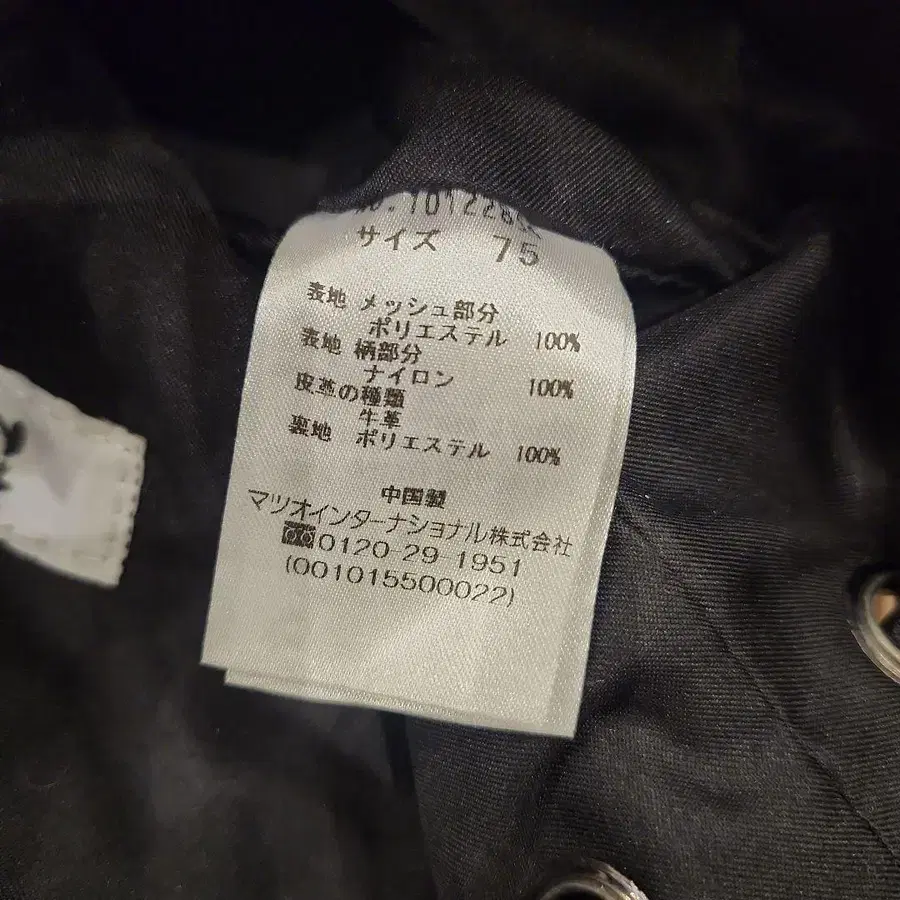 サイズ 75
表地 メッシュ部分
ポリエステル 100%
表地 柄部分
ナイロン 100%
皮革の種類
牛革
裏地 ポリエステル 100%
中国製
マツオインターナショナル株式会社
0120-29-1951
(001015500022)